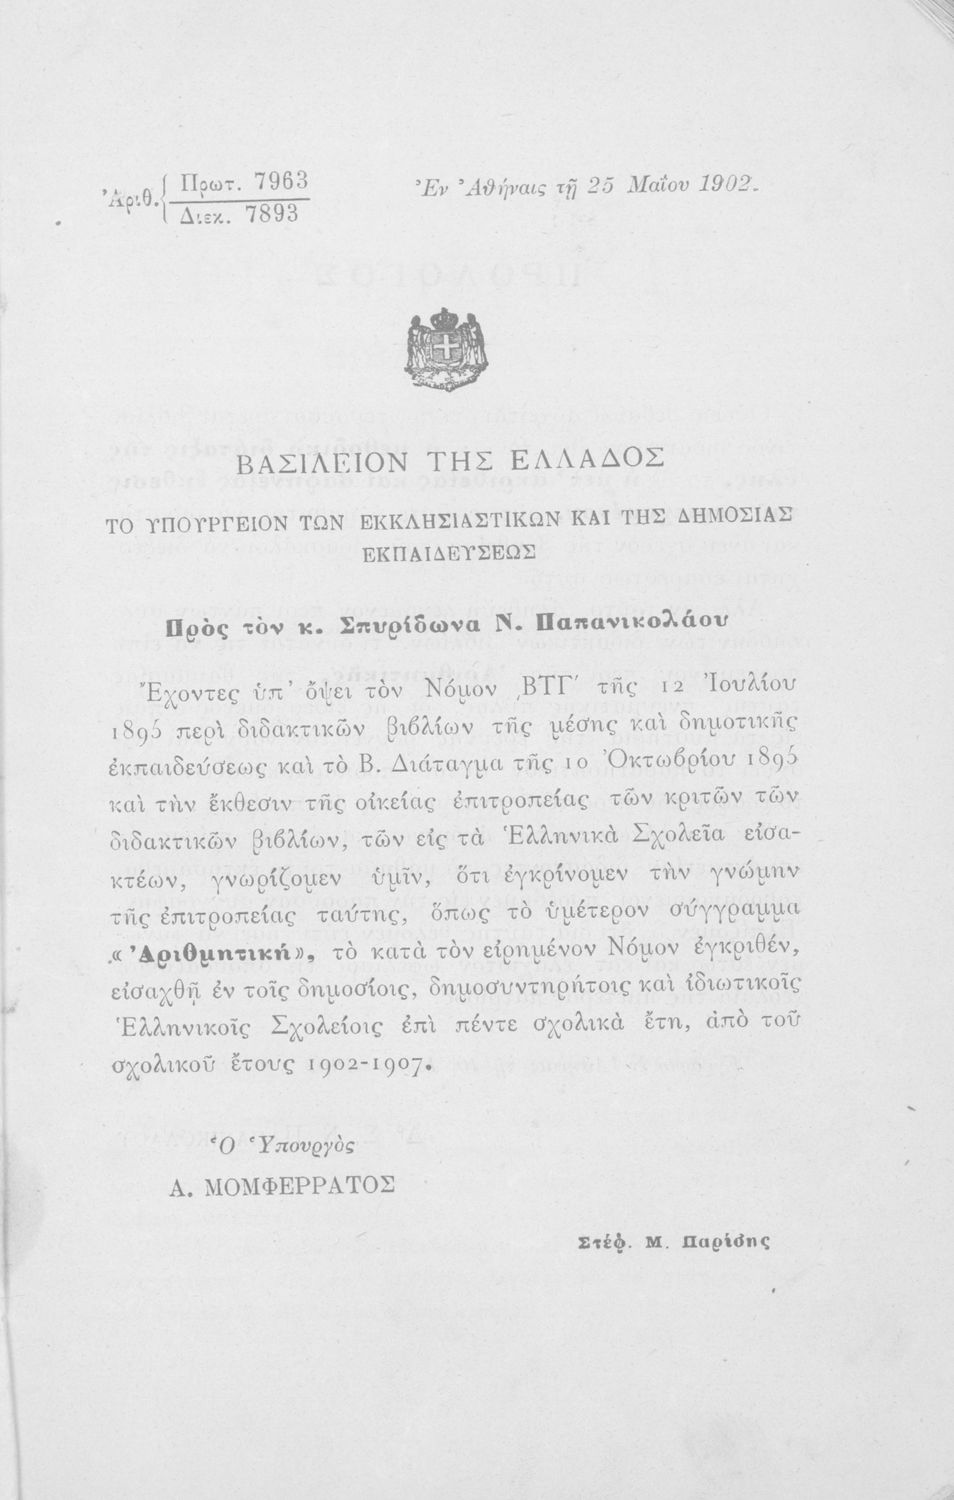 Ἀριθ. { Πρωτ. 7963
Διεκ. 7893
Ἐν Ἀθήναις τῇ 25 Μαΐου 1902.
ΒΑΣΙΛΕΙΟΝ ΤΗΣ ΕΛΛΑΔΟΣ
ΤΟ ΥΠΟΥΡΓΕΙΟΝ ΤΩΝ ΕΚΚΛΗΣΙΑΣΤΙΚΩΝ ΚΑΙ ΤΗΣ ΔΗΜΟΣΙΑΣ
ΕΚΠΑΙΔΕΥΣΕΩΣ
Πρὸς τὸν κ. Σπυρίδωνα Ν. Παπανικολάου
Ἔχοντες ὑπ' ὄψει τὸν Νόμον ͵ΒΤΓ' τῆς 12 Ἰουλίου
1895 περὶ διδακτικῶν βιβλίων τῆς μέσης καὶ δημοτικῆς
ἐκπαιδεύσεως καὶ τὸ Β. Διάταγμα τῆς 10 Ὀκτωβρίου 1895
καὶ τὴν ἔκθεσιν τῆς οἰκείας ἐπιτροπείας τῶν κριτῶν τῶν
διδακτικῶν βιβλίων, τῶν εἰς τὰ Ἑλληνικὰ Σχολεῖα εἰσα-
κτέων, γνωρίζομεν ὑμῖν, ὅτι ἐγκρίνομεν τὴν γνώμην
τῆς ἐπιτροπείας ταύτης, ὅπως τὸ ὑμέτερον σύγγραμμα
«Ἀριθμητική», τὸ κατὰ τὸν εἰρημένον Νόμον ἐγκριθέν,
εἰσαχθῇ ἐν τοῖς δημοσίοις, δημοσυντηρήτοις καὶ ἰδιωτικοῖς
Ἑλληνικοῖς Σχολείοις ἐπὶ πέντε σχολικὰ ἔτη, ἀπὸ τοῦ
σχολικοῦ ἔτους 1902-1907.
Ὁ Ὑπουργὸς
Α. ΜΟΜΦΕΡΡΑΤΟΣ
Στέφ. Μ. Παρίσης